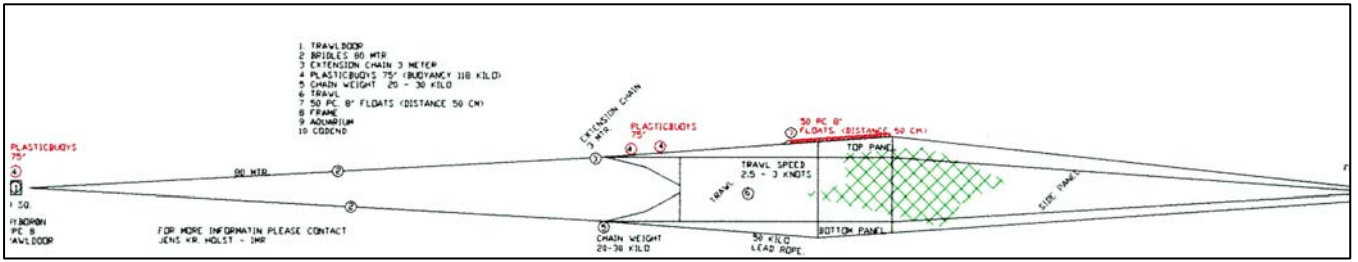 1 TRAWLDOOR
2 BRIDLES 80 MTR
3 EXTENSION CHAIN 3 METER
4 PLASTICBUOYS 75" (BUOYANCY 118 KILO)
5 CHAIN WEIGHT 20 - 30 KILO
6 TRAWL
7 50 PC. 8" FLOATS (DISTANCE 50 CM)
8 FRAME
9 AQUARIUM
10 CODEND
PLASTICBUOYS
75"
4
1
SQ.
YBORØN
PE 8
AWLDOOR
80 MTR.
2
2
FOR MORE INFORMATIN PLEASE CONTACT
JENS KR. HOLST - IMR
EXTENSION CHAIN
3 MTR.
3
PLASTICBUOYS
75"
4
4
5
CHAIN WEIGHT
20-30 KILO
7
50 PC 8"
FLOATS (DISTANCE 50 CM)
TOP PANEL
TRAWL SPEED
2.5 - 3 KNOTS
TRAWL
6
SIDE PANEL
BOTTOM PANEL
50 KILO
LEAD ROPE.